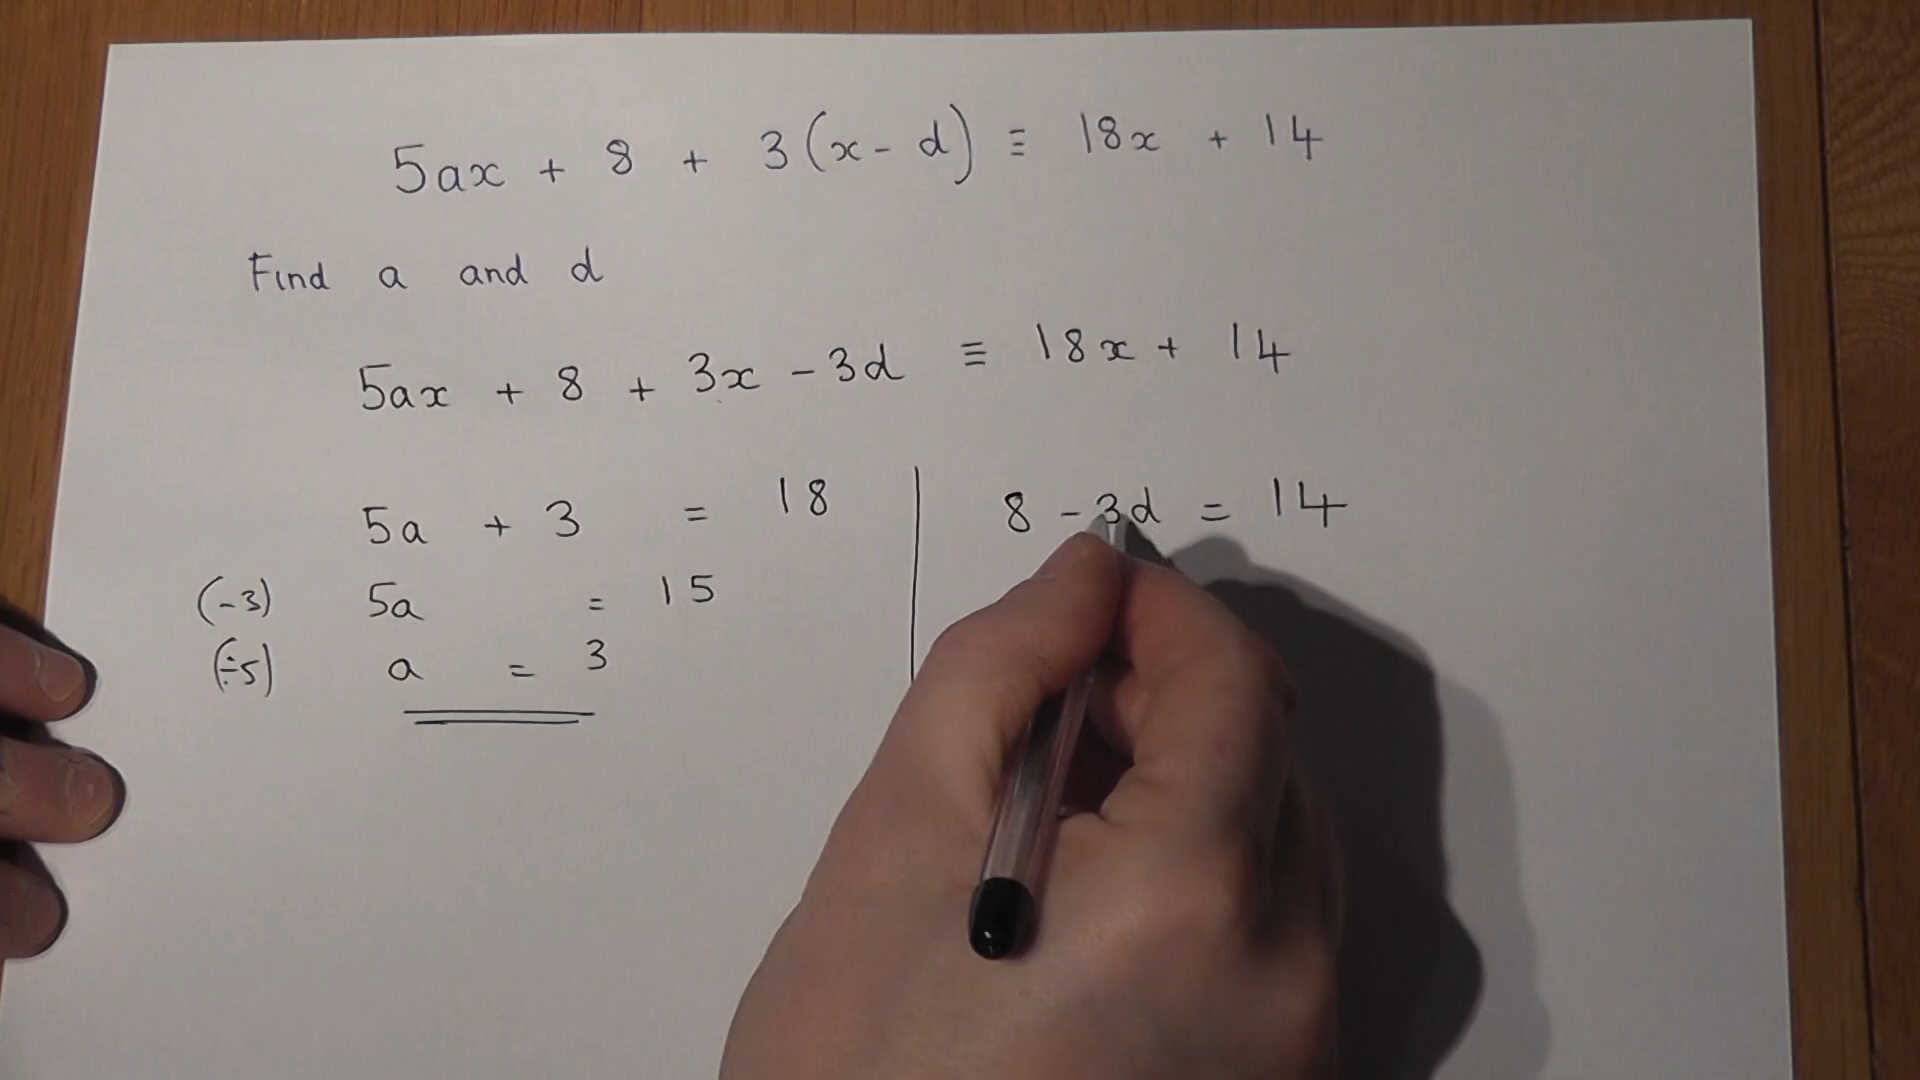 5ax + 8 + 3(x - d) ≡ 18x + 14
Find a and d
5ax + 8 + 3x - 3d ≡ 18x + 14
5a + 3 = 18
(-3) 5a = 15
(÷5) a = 3
8 - 3d = 14